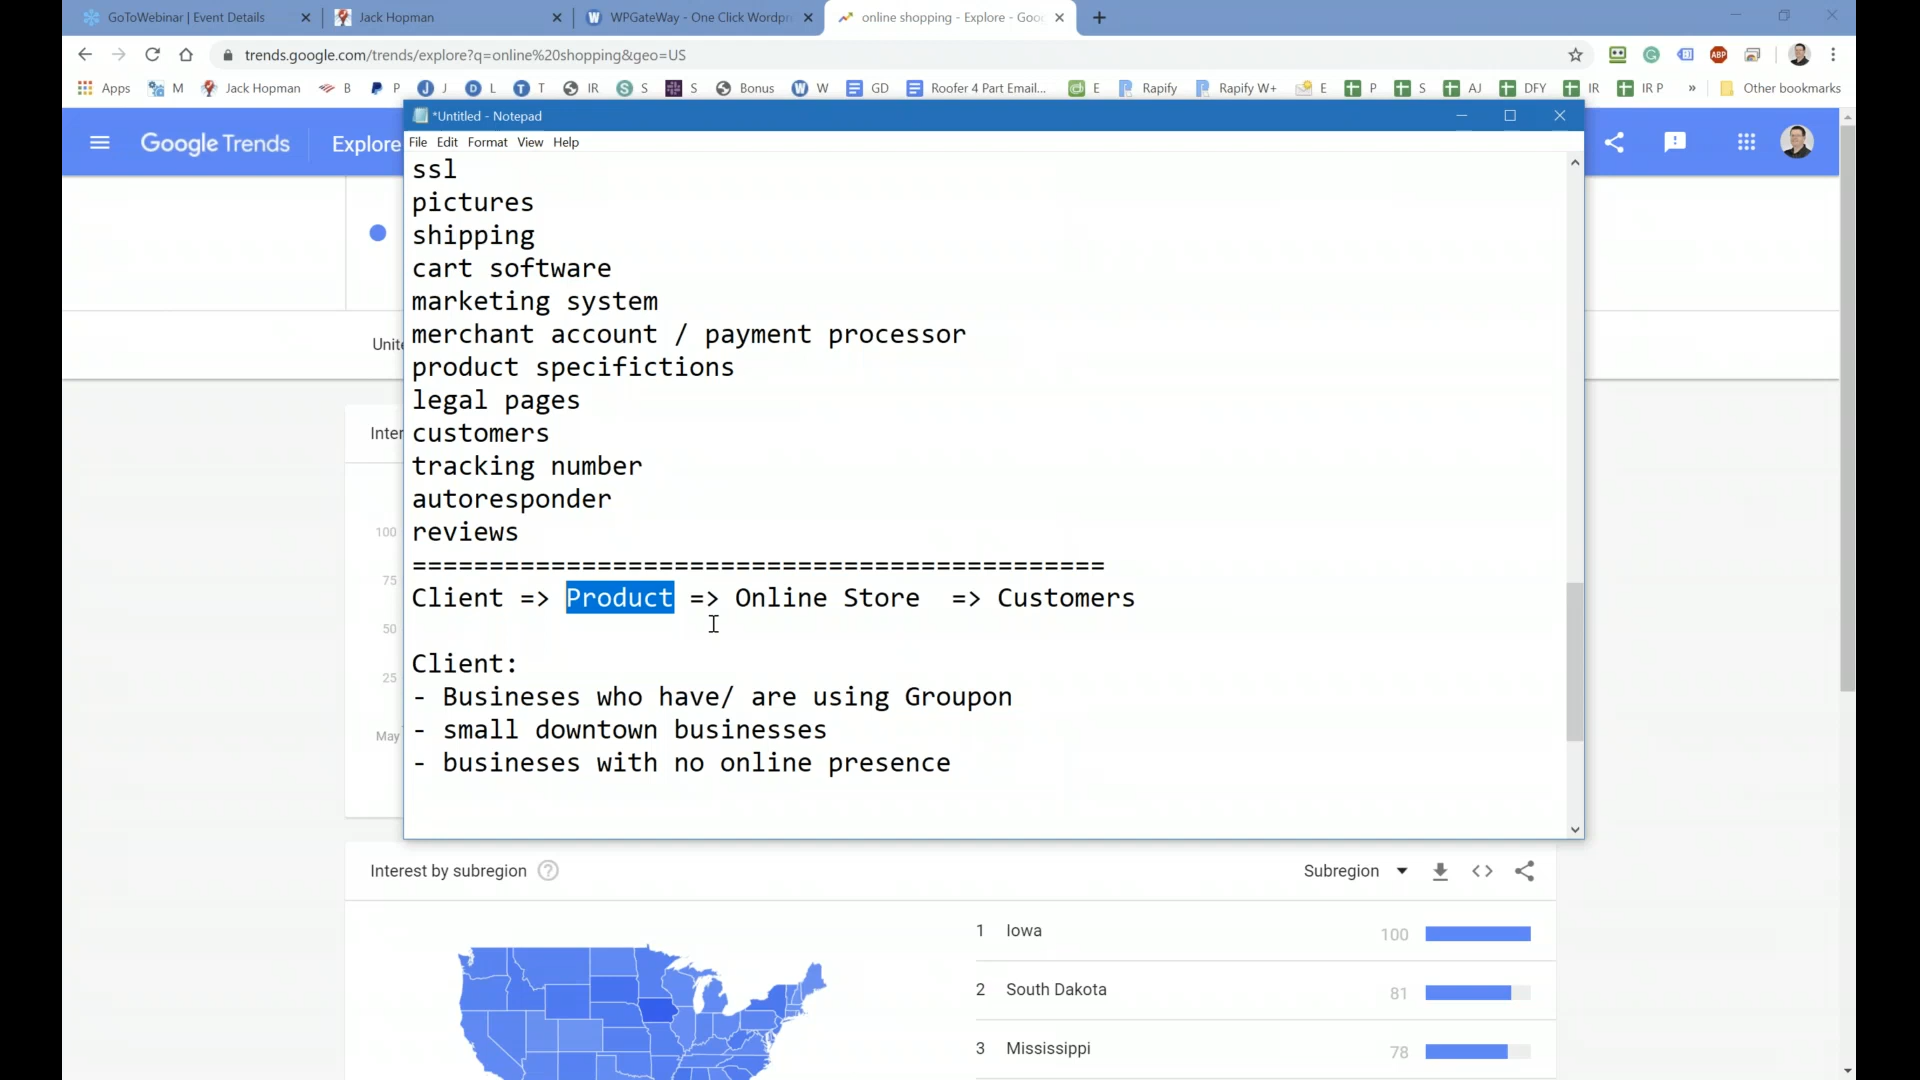 GoToWebinar | Event Details
Jack Hopman
WPGateWay - One Click Wordpr
online shopping - Explore - Goo
trends.google.com/trends/explore?q=online%20shopping&geo=US
Apps M Jack Hopman B P J L T IR S S Bonus W GD Roofer 4 Part Email... E Rapify Rapify W+ E P S AJ DFY IR IR P » Other bookmarks
Google Trends Explore
*Untitled - Notepad
File Edit Format View Help
ssl
pictures
shipping
cart software
marketing system
merchant account / payment processor
product specifictions
legal pages
customers
tracking number
autoresponder
reviews
=============================================
Client => Product => Online Store  => Customers
Client:
- Busineses who have/ are using Groupon
- small downtown businesses
- busineses with no online presence
Unite
Inter
100
75
50
25
May
Interest by subregion
Subregion
1 Iowa 100
2 South Dakota 81
3 Mississippi 78